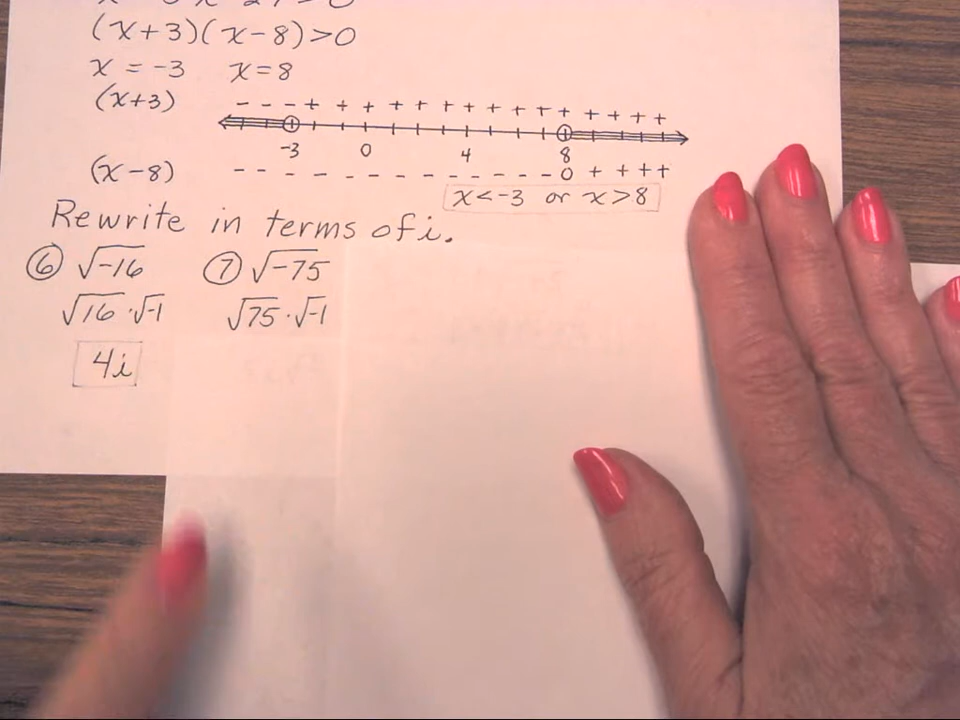 (x+3)(x-8)>0
x = -3 x=8
(x+3) - - - + + + + + + + + + + + + + + +
-3 0 4 8
(x-8) - - - - - - - - - - - - - 0 + + + +
x<-3 or x>8
Rewrite in terms of i.
⑥ √-16 ⑦ √-75
√16 · √-1 √75 · √-1
4i